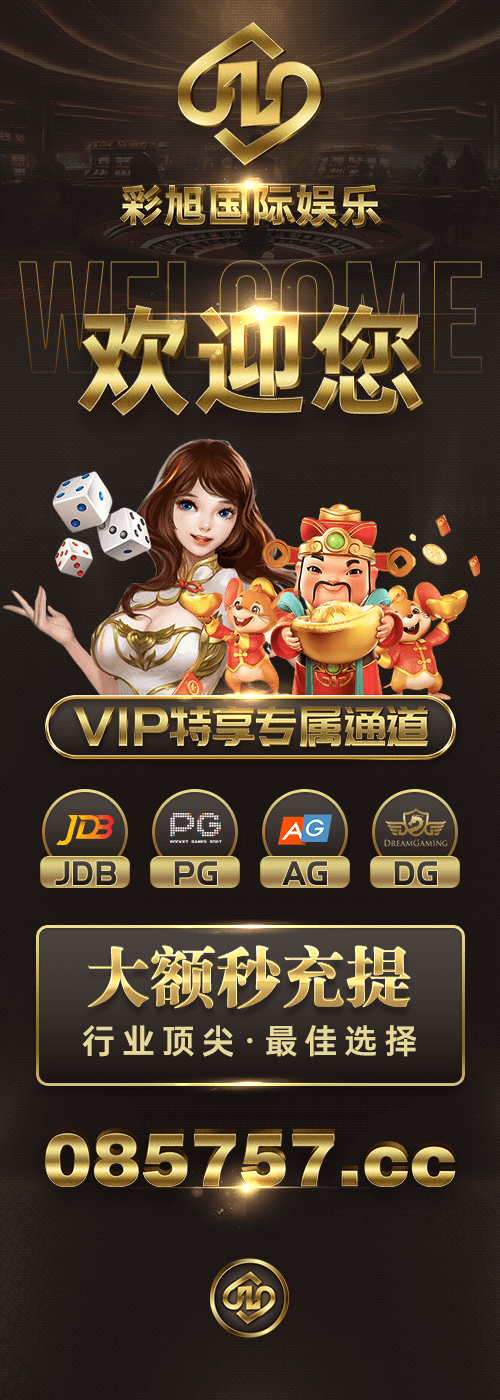 彩旭国际娱乐
WELCOME
欢迎您
VIP特享专属通道
JDB PG AG DG
POCKET GAMES SOFT DREAMGAMING
JDB PG AG DG
大额秒充提
行业顶尖·最佳选择
085757.cc